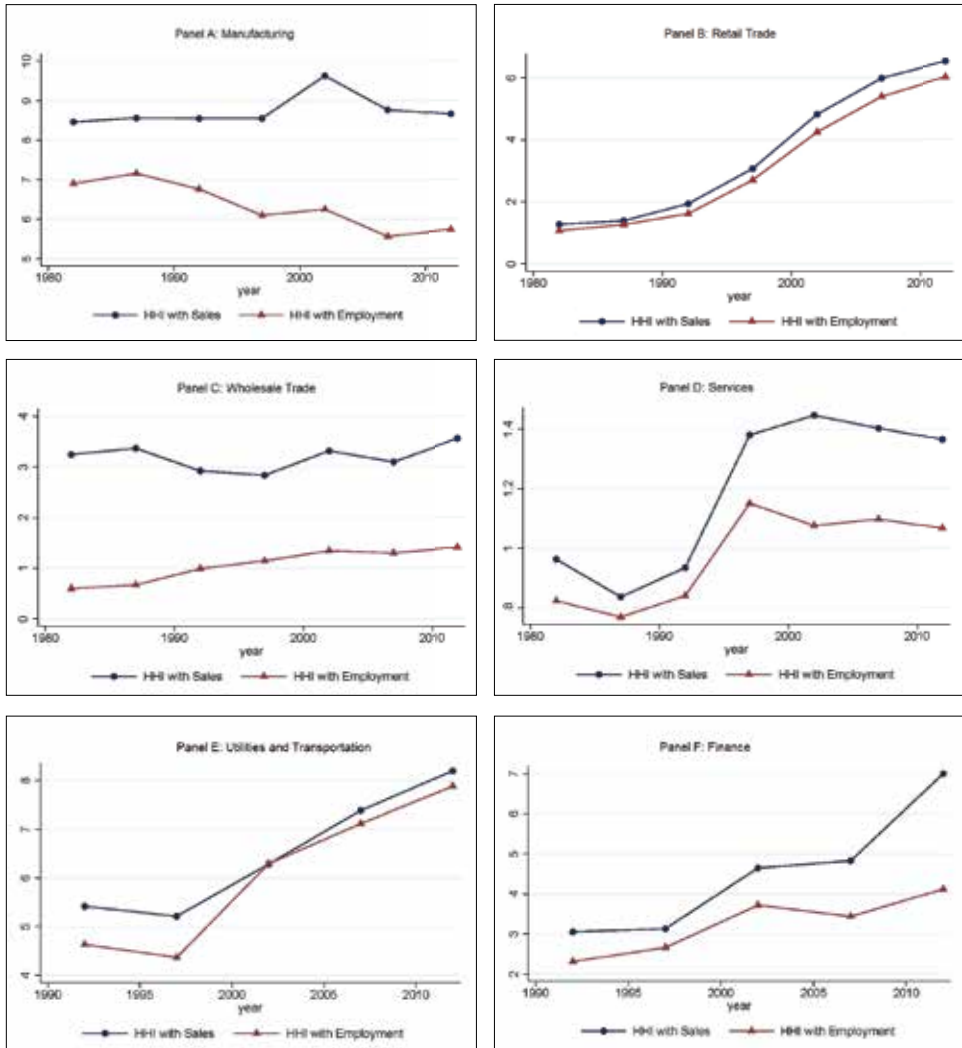 Panel A: Manufacturing
10
9
8
7
6
5
1980
1990
2000
2010
year
HHI with Sales
HHI with Employment
Panel B: Retail Trade
6
4
2
0
1980
1990
2000
2010
year
HHI with Sales
HHI with Employment
Panel C: Wholesale Trade
4
3
2
1
0
1980
1990
2000
2010
year
HHI with Sales
HHI with Employment
Panel D: Services
1.4
1.2
1
.8
1980
1990
2000
2010
year
HHI with Sales
HHI with Employment
Panel E: Utilities and Transportation
8
7
6
5
4
1990
1995
2000
2005
2010
year
HHI with Sales
HHI with Employment
Panel F: Finance
7
6
5
4
3
2
1990
1995
2000
2005
2010
year
HHI with Sales
HHI with Employment